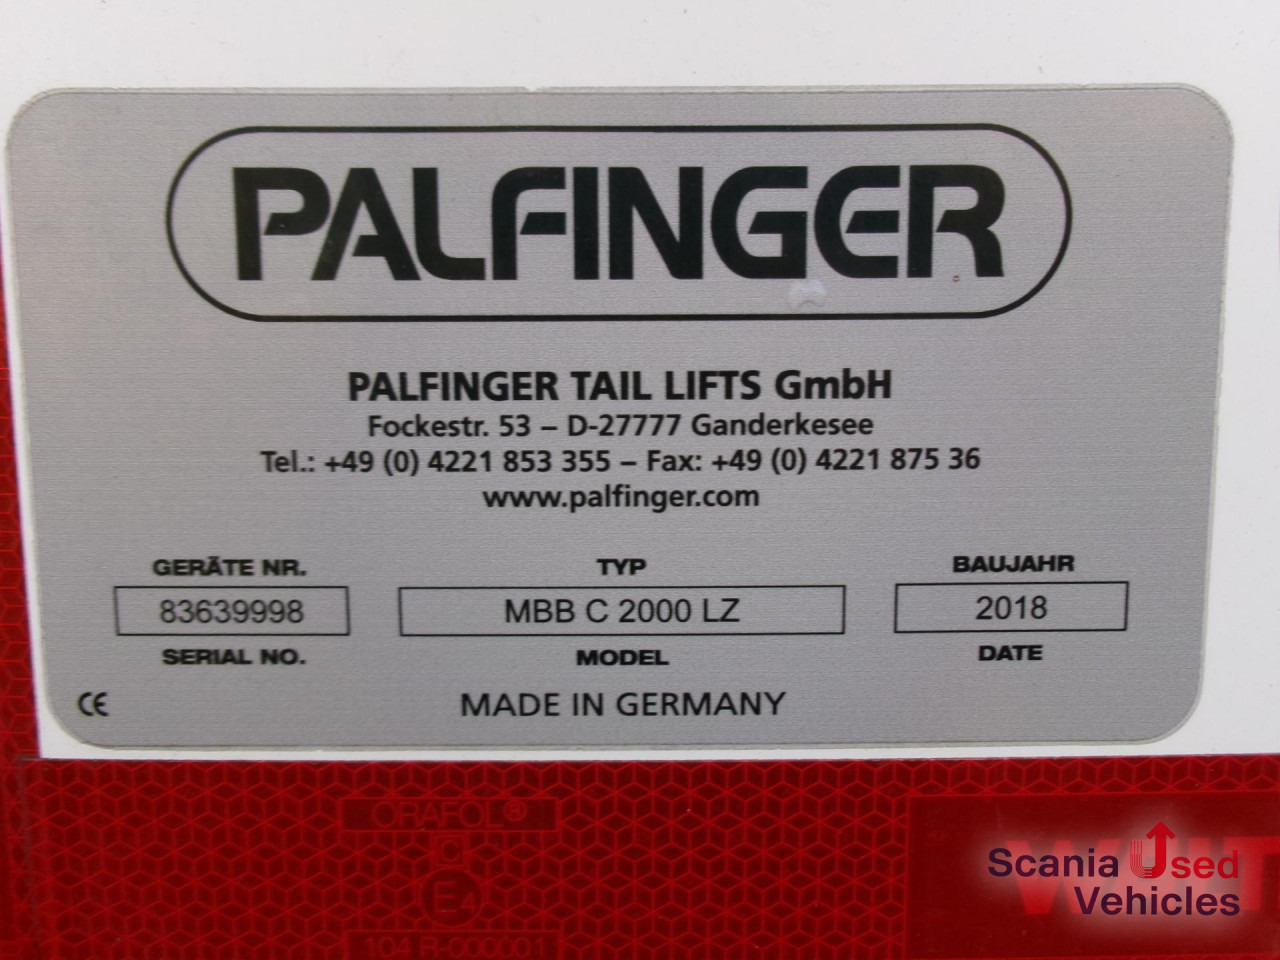 PALFINGER
PALFINGER TAIL LIFTS GmbH
Fockestr. 53 – D-27777 Ganderkesee
Tel.: +49 (0) 4221 853 355 – Fax: +49 (0) 4221 875 36
www.palfinger.com
GERÄTE NR. TYP BAUJAHR
83639998 MBB C 2000 LZ 2018
SERIAL NO. MODEL DATE
CE MADE IN GERMANY
ORAFOL®
C
104 R-000001
Scania Used
Vehicles